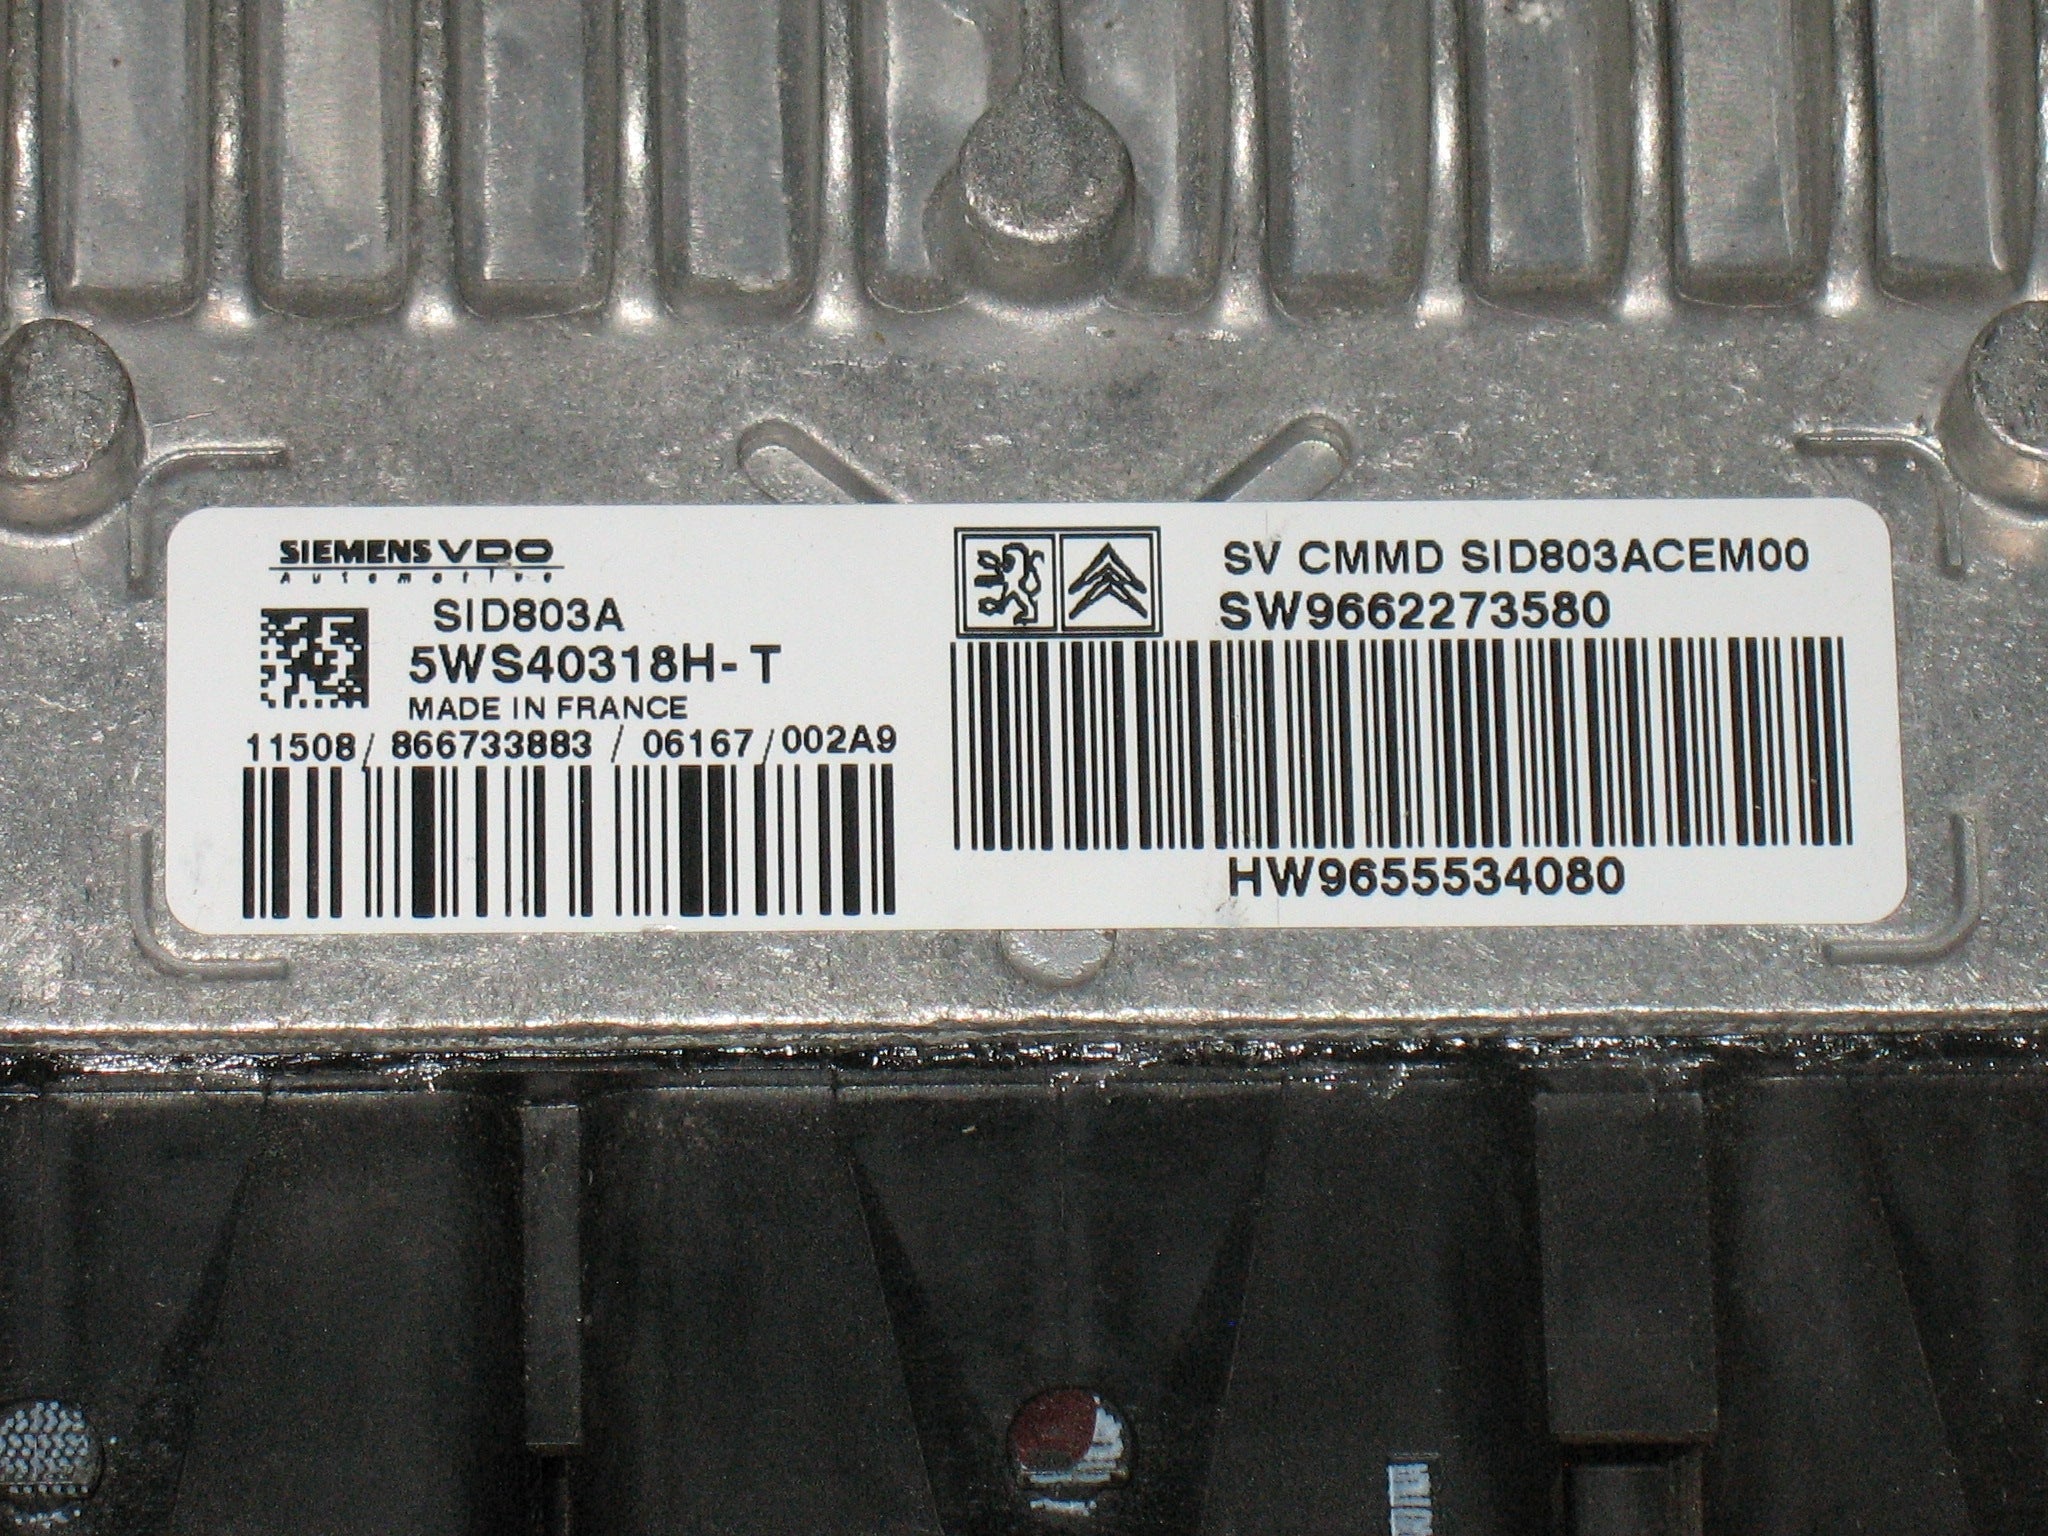 SIEMENS VDO
Automotive
SID803A
5WS40318H-T
MADE IN FRANCE
11508 / 866733883 / 06167 / 002A9
SV CMMD SID803ACEM00
SW9662273580
HW9655534080